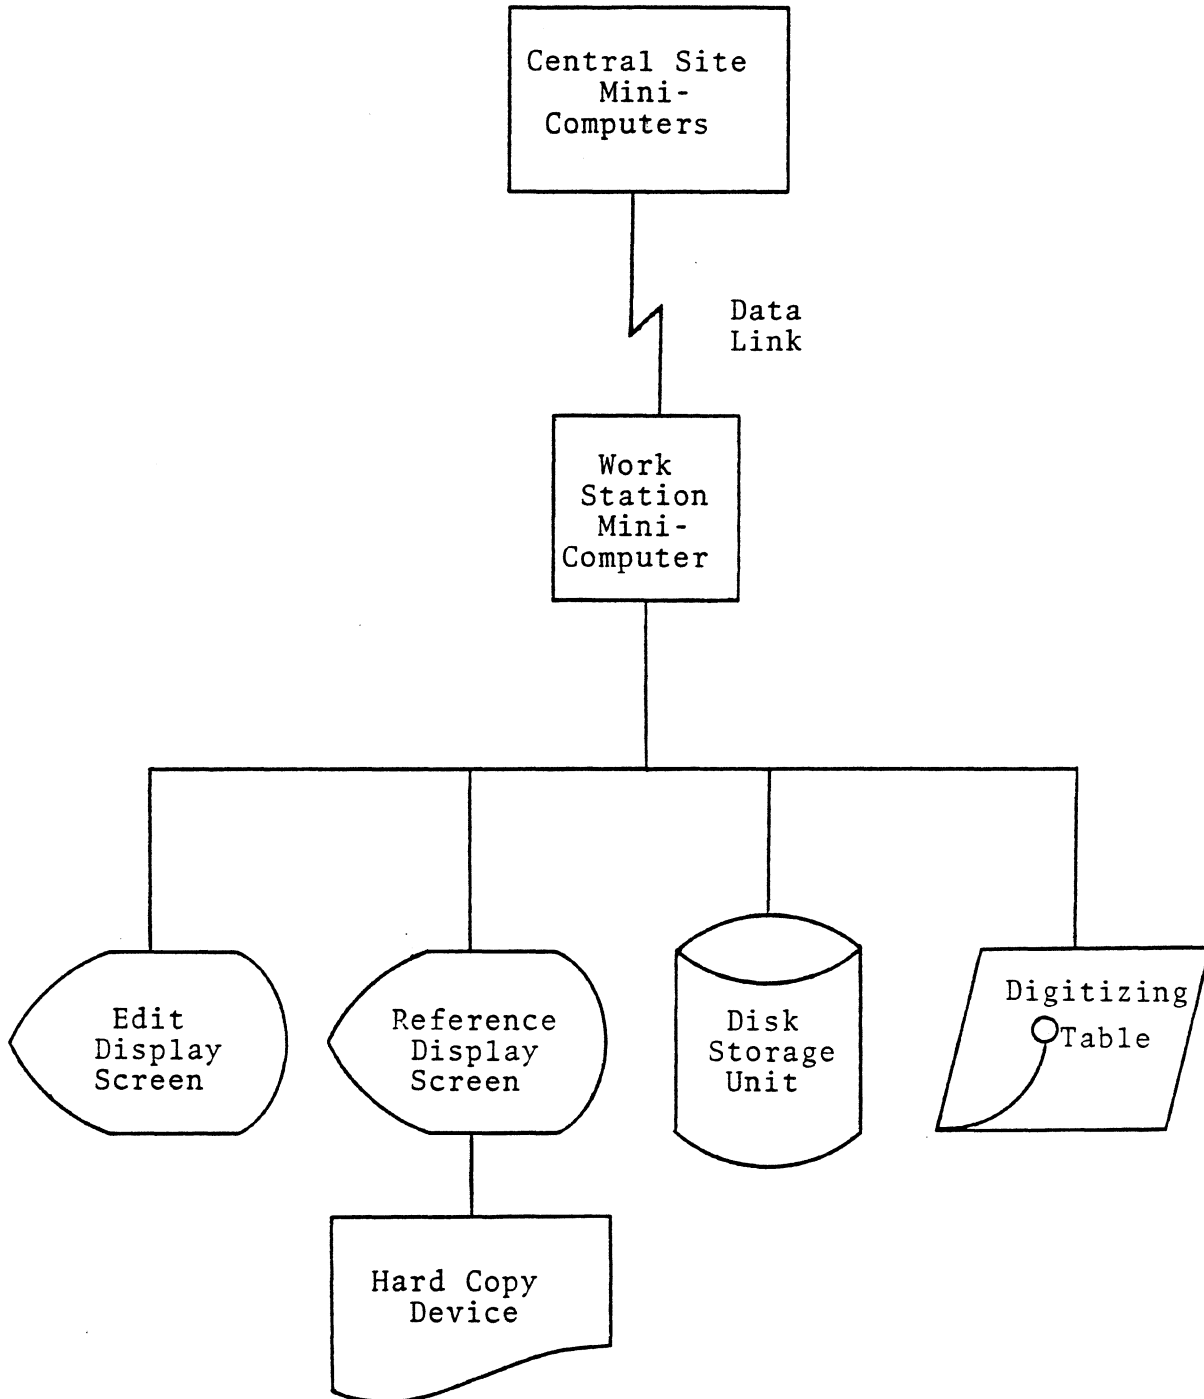 Central Site
Mini-
Computers
Data
Link
Work
Station
Mini-
Computer
Edit
Display
Screen
Reference
Display
Screen
Disk
Storage
Unit
Digitizing
Table
Hard Copy
Device